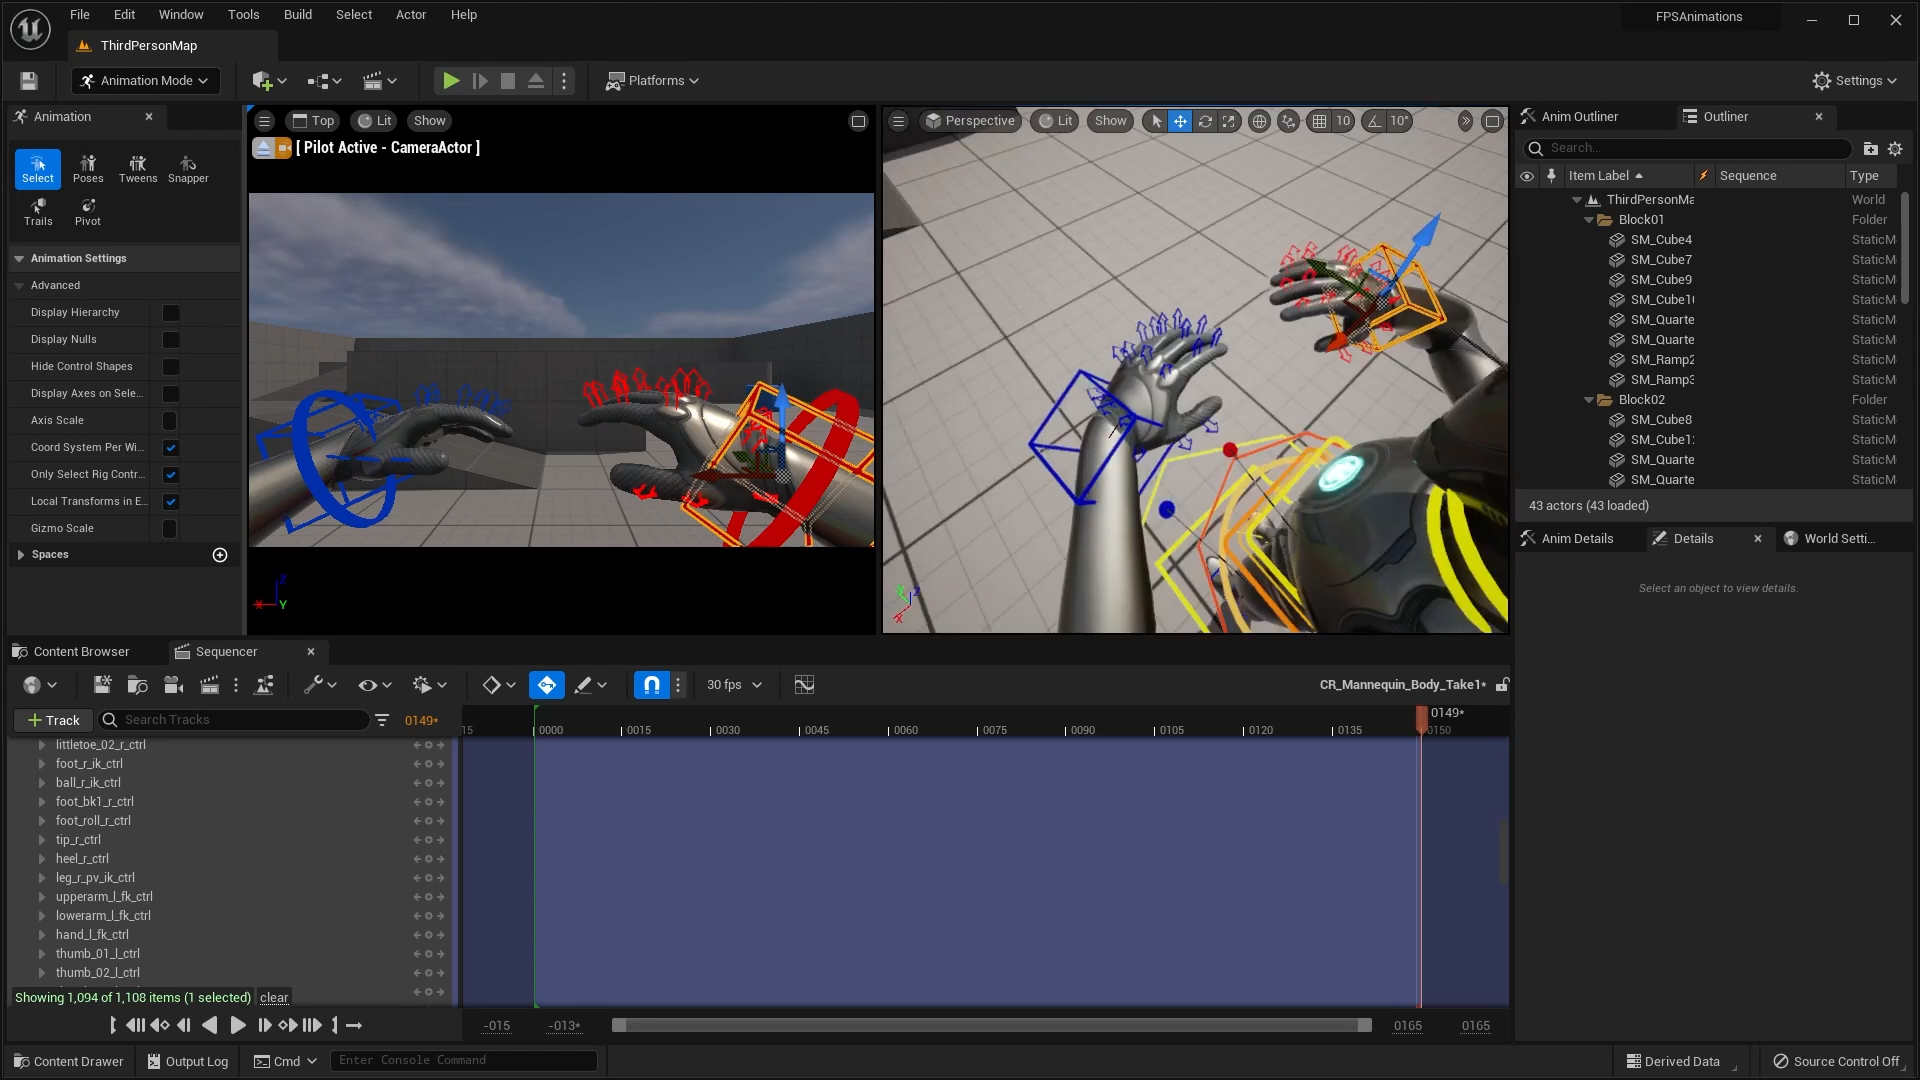 File Edit Window Tools Build Select Actor Help
FPSAnimations
ThirdPersonMap
Animation Mode
Platforms
Settings
Animation
Select Poses Tweens Snapper
Trails Pivot
Animation Settings
Advanced
Display Hierarchy
Display Nulls
Hide Control Shapes
Display Axes on Sele...
Axis Scale
Coord System Per Wi...
Only Select Rig Contr...
Local Transforms in E...
Gizmo Scale
Spaces
Top Lit Show
[ Pilot Active - CameraActor ]
Z
X Y
Perspective Lit Show 10 10°
Y Z
X
Anim Outliner Outliner
Search...
Item Label Sequence Type
ThirdPersonMa World
Block01 Folder
SM_Cube4 StaticM
SM_Cube7 StaticM
SM_Cube9 StaticM
SM_Cube1 StaticM
SM_Quarte StaticM
SM_Quarte StaticM
SM_Ramp2 StaticM
SM_Ramp3 StaticM
Block02 Folder
SM_Cube8 StaticM
SM_Cube1 StaticM
SM_Quarte StaticM
SM_Quarte StaticM
43 actors (43 loaded)
Anim Details Details World Setti...
Select an object to view details.
Content Browser Sequencer
30 fps
CR_Mannequin_Body_Take1*
Track Search Tracks 0149*
0149*
15 0000 0015 0030 0045 0060 0075 0090 0105 0120 0135 0150
littletoe_02_r_ctrl
foot_r_ik_ctrl
ball_r_ik_ctrl
foot_bk1_r_ctrl
foot_roll_r_ctrl
tip_r_ctrl
heel_r_ctrl
leg_r_pv_ik_ctrl
upperarm_l_fk_ctrl
lowerarm_l_fk_ctrl
hand_l_fk_ctrl
thumb_01_l_ctrl
thumb_02_l_ctrl
Showing 1,094 of 1,108 items (1 selected) clear
-015 -013* 0165 0165
Content Drawer Output Log Cmd Enter Console Command
Derived Data Source Control Off